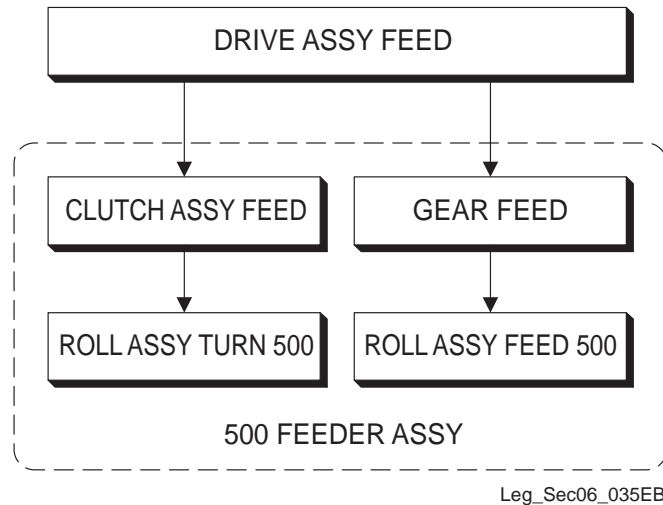 DRIVE ASSY FEED
CLUTCH ASSY FEED
GEAR FEED
ROLL ASSY TURN 500
ROLL ASSY FEED 500
500 FEEDER ASSY
Leg_Sec06_035EB